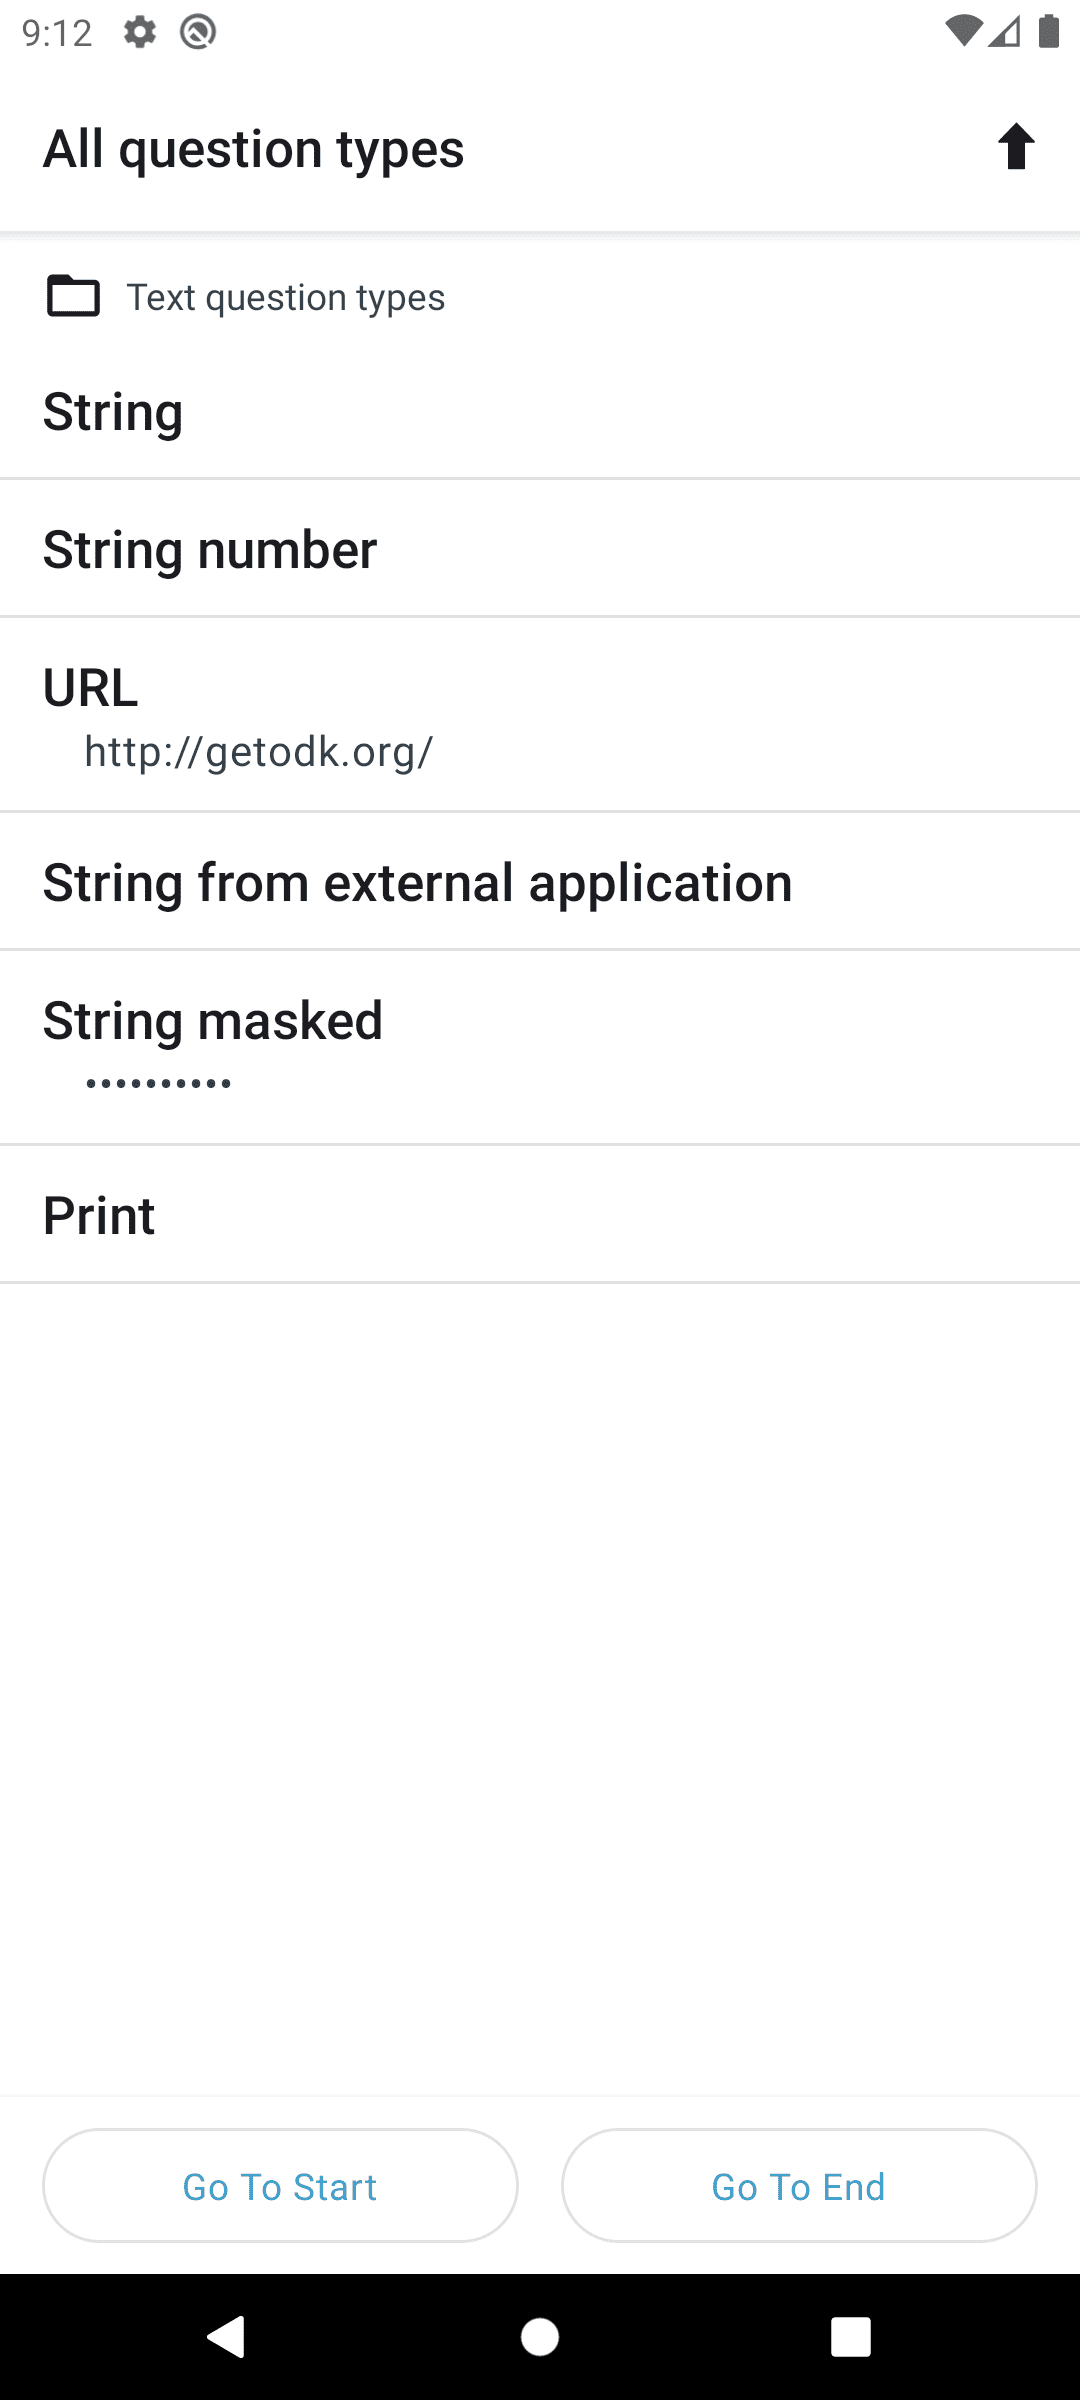 9:12
All question types
Text question types
String
String number
URL
http://getodk.org/
String from external application
String masked
••••••••••
Print
Go To Start
Go To End